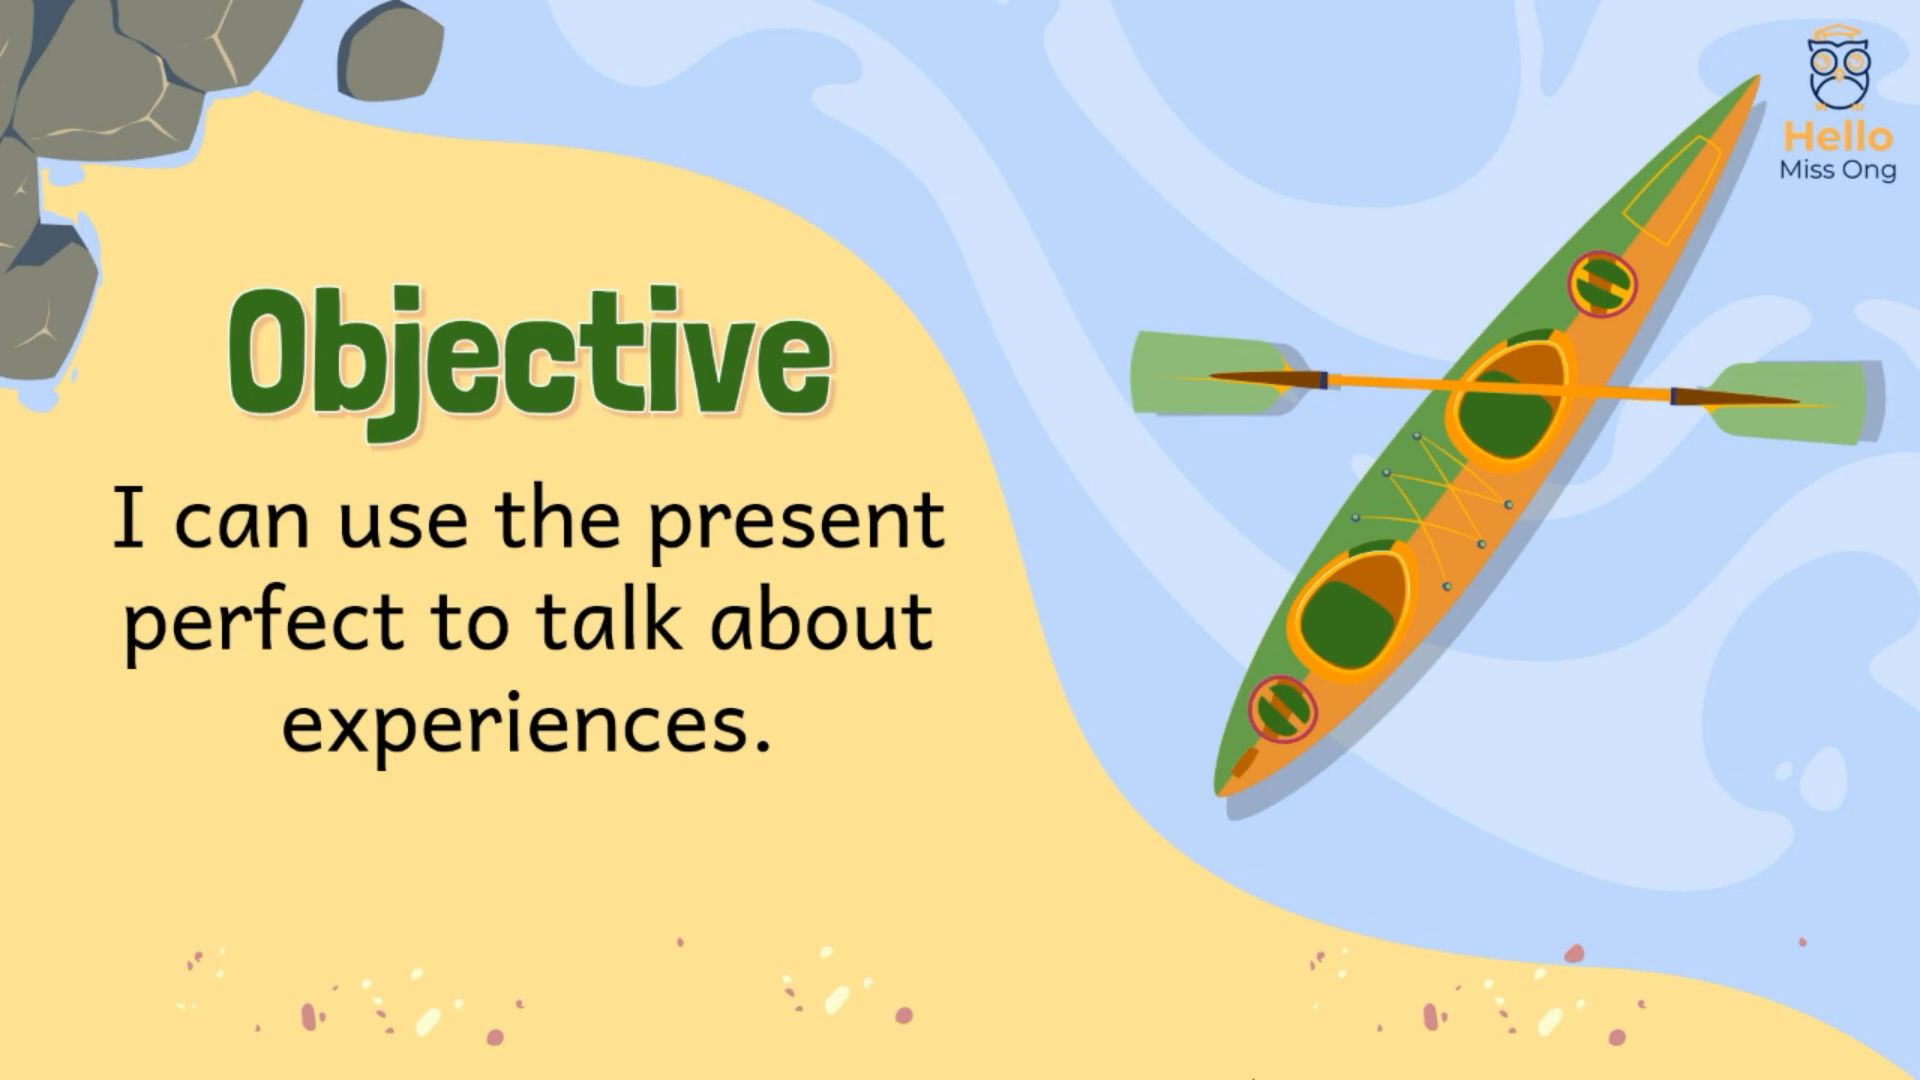 Hello
Miss Ong
Objective
I can use the present
perfect to talk about
experiences.